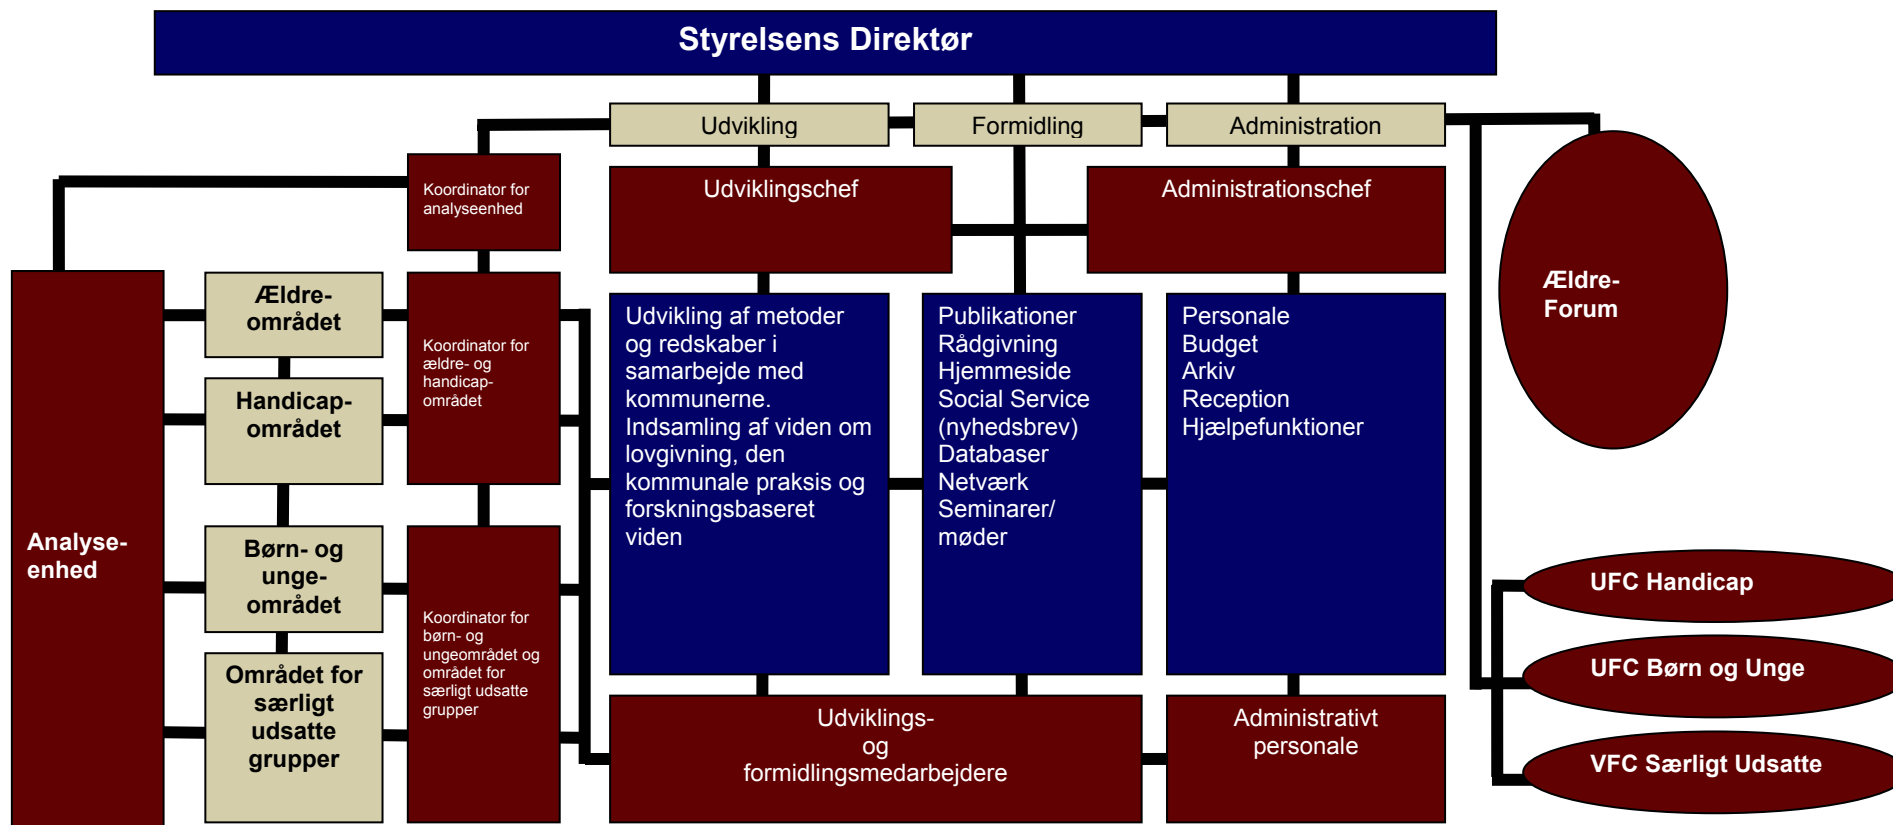 Styrelsens Direktør
Udvikling
Formidling
Administration
Koordinator for
analyseenhed
Udviklingschef
Administrationschef
Ældre-
Forum
Analyse-
enhed
Ældre-
området
Handicap-
området
Børn- og
unge-
området
Området for
særligt
udsatte
grupper
Koordinator for
ældre- og
handicap-
området
Koordinator for
børn- og
ungeområdet og
området for
særligt udsatte
grupper
Udvikling af metoder
og redskaber i
samarbejde med
kommunerne.
Indsamling af viden om
lovgivning, den
kommunale praksis og
forskningsbaseret
viden
Publikationer
Rådgivning
Hjemmeside
Social Service
(nyhedsbrev)
Databaser
Netværk
Seminarer/
møder
Personale
Budget
Arkiv
Reception
Hjælpefunktioner
Udviklings-
og
formidlingsmedarbejdere
Administrativt
personale
UFC Handicap
UFC Børn og Unge
VFC Særligt Udsatte